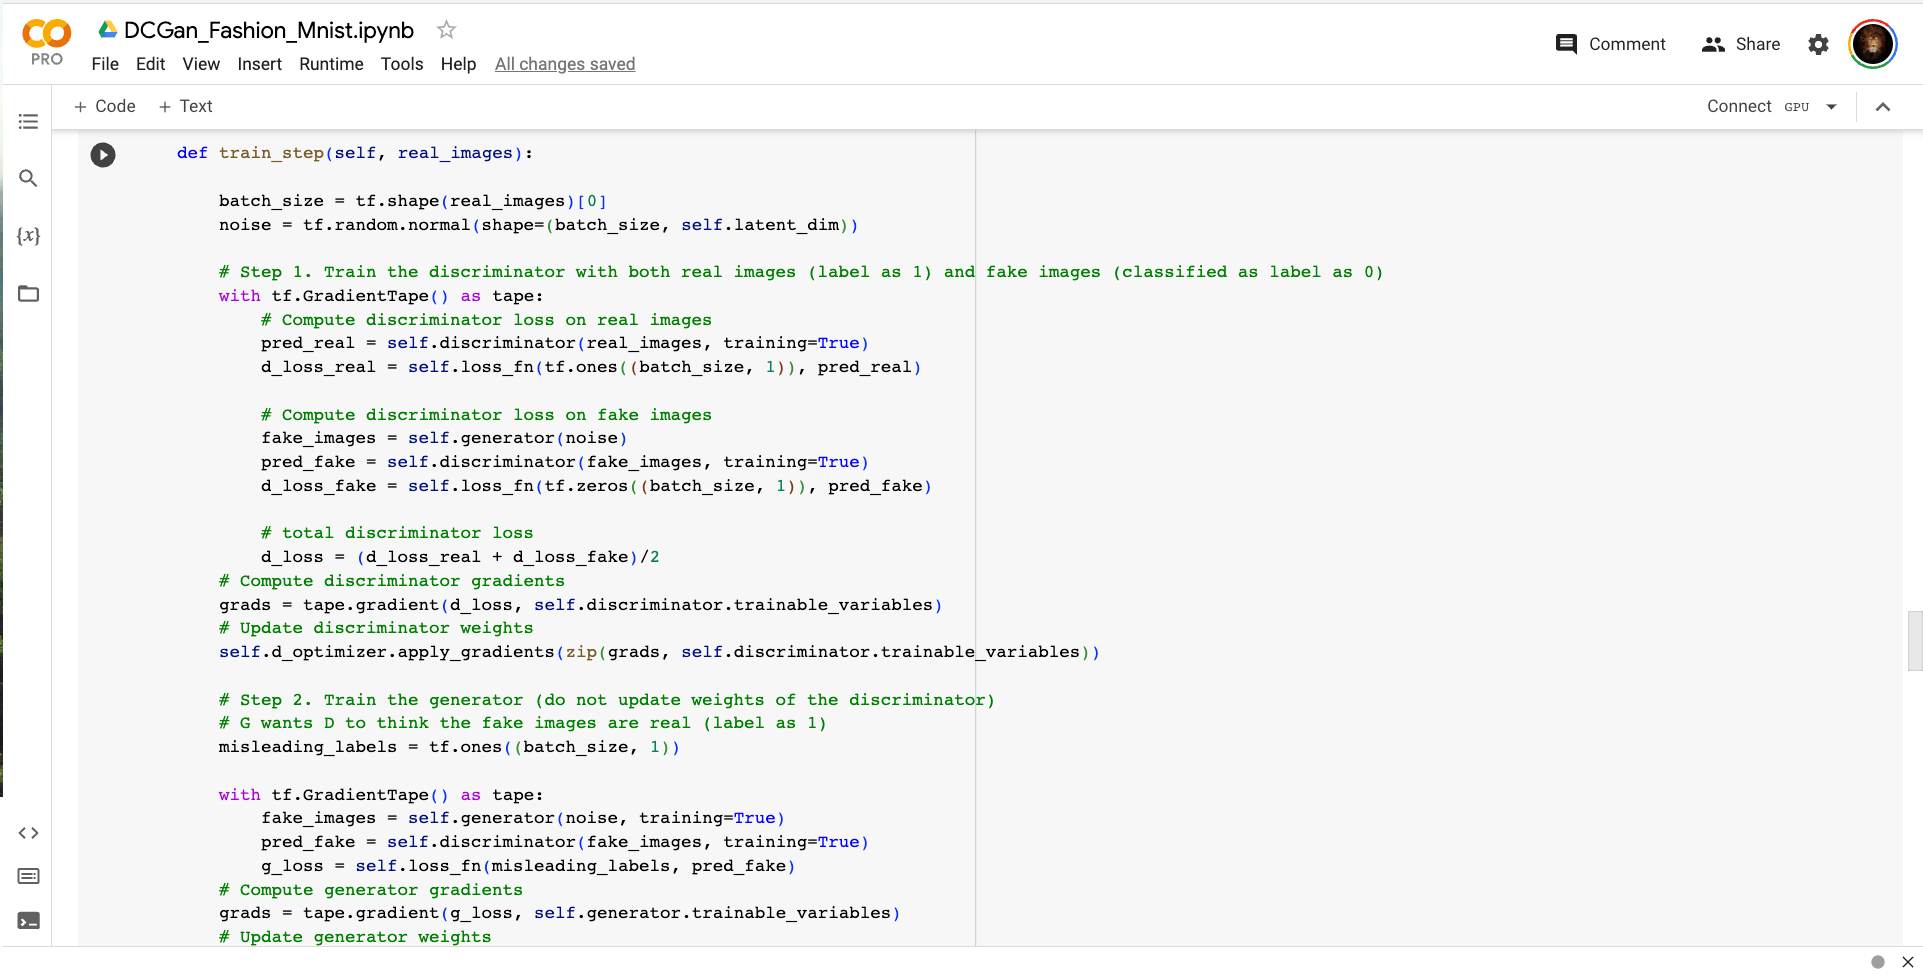 DCGan_Fashion_Mnist.ipynb
PRO
File Edit View Insert Runtime Tools Help All changes saved
Comment Share
+ Code + Text
Connect GPU
{x}
def train_step(self, real_images):
batch_size = tf.shape(real_images)[0]
noise = tf.random.normal(shape=(batch_size, self.latent_dim))
# Step 1. Train the discriminator with both real images (label as 1) and fake images (classified as label as 0)
with tf.GradientTape() as tape:
# Compute discriminator loss on real images
pred_real = self.discriminator(real_images, training=True)
d_loss_real = self.loss_fn(tf.ones((batch_size, 1)), pred_real)
# Compute discriminator loss on fake images
fake_images = self.generator(noise)
pred_fake = self.discriminator(fake_images, training=True)
d_loss_fake = self.loss_fn(tf.zeros((batch_size, 1)), pred_fake)
# total discriminator loss
d_loss = (d_loss_real + d_loss_fake)/2
# Compute discriminator gradients
grads = tape.gradient(d_loss, self.discriminator.trainable_variables)
# Update discriminator weights
self.d_optimizer.apply_gradients(zip(grads, self.discriminator.trainable_variables))
# Step 2. Train the generator (do not update weights of the discriminator)
# G wants D to think the fake images are real (label as 1)
misleading_labels = tf.ones((batch_size, 1))
with tf.GradientTape() as tape:
fake_images = self.generator(noise, training=True)
pred_fake = self.discriminator(fake_images, training=True)
g_loss = self.loss_fn(misleading_labels, pred_fake)
# Compute generator gradients
grads = tape.gradient(g_loss, self.generator.trainable_variables)
# Update generator weights